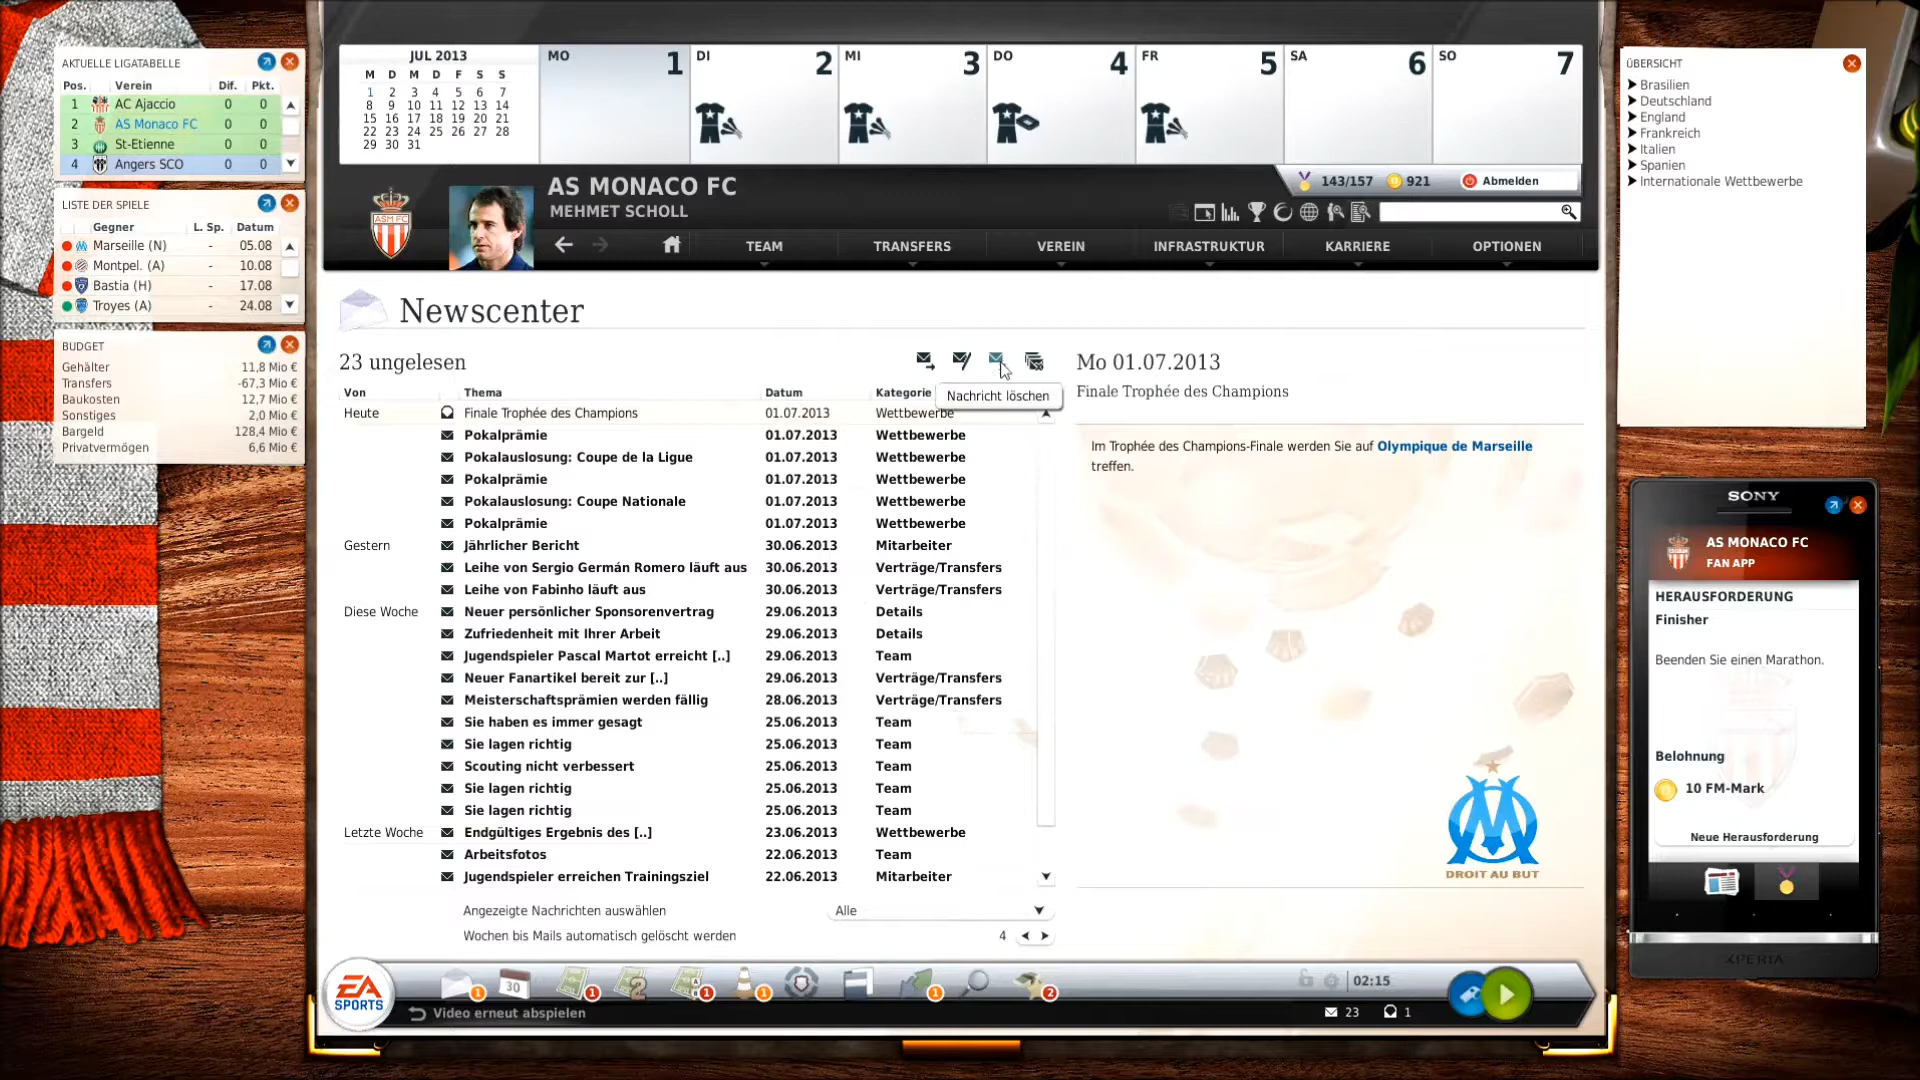 AKTUELLE LIGATABELLE
Pos. Verein Dif. Pkt.
1 AC Ajaccio 0 0
2 AS Monaco FC 0 0
3 St-Etienne 0 0
4 Angers SCO 0 0
LISTE DER SPIELE
Gegner L. Sp. Datum
Marseille (N) - 05.08
Montpel. (A) - 10.08
Bastia (H) - 17.08
Troyes (A) - 24.08
BUDGET
Gehälter 11,8 Mio €
Transfers -67,3 Mio €
Baukosten 12,7 Mio €
Sonstiges 2,0 Mio €
Bargeld 128,4 Mio €
Privatvermögen 6,6 Mio €
JUL 2013
M D M D F S S
1 2 3 4 5 6 7
8 9 10 11 12 13 14
15 16 17 18 19 20 21
22 23 24 25 26 27 28
29 30 31
MO 1 DI 2 MI 3 DO 4 FR 5 SA 6 SO 7
ASM FC
AS MONACO FC
MEHMET SCHOLL
143/157 921 Abmelden
TEAM TRANSFERS VEREIN INFRASTRUKTUR KARRIERE OPTIONEN
Newscenter
23 ungelesen
Von Thema Datum Kategorie
Nachricht löschen
Heute Finale Trophée des Champions 01.07.2013 Wettbewerbe
Pokalprämie 01.07.2013 Wettbewerbe
Pokalauslosung: Coupe de la Ligue 01.07.2013 Wettbewerbe
Pokalprämie 01.07.2013 Wettbewerbe
Pokalauslosung: Coupe Nationale 01.07.2013 Wettbewerbe
Pokalprämie 01.07.2013 Wettbewerbe
Gestern Jährlicher Bericht 30.06.2013 Mitarbeiter
Leihe von Sergio Germán Romero läuft aus 30.06.2013 Verträge/Transfers
Leihe von Fabinho läuft aus 30.06.2013 Verträge/Transfers
Diese Woche Neuer persönlicher Sponsorenvertrag 29.06.2013 Details
Zufriedenheit mit Ihrer Arbeit 29.06.2013 Details
Jugendspieler Pascal Martot erreicht [..] 29.06.2013 Team
Neuer Fanartikel bereit zur [..] 29.06.2013 Verträge/Transfers
Meisterschaftsprämien werden fällig 28.06.2013 Verträge/Transfers
Sie haben es immer gesagt 25.06.2013 Team
Sie lagen richtig 25.06.2013 Team
Scouting nicht verbessert 25.06.2013 Team
Sie lagen richtig 25.06.2013 Team
Sie lagen richtig 25.06.2013 Team
Letzte Woche Endgültiges Ergebnis des [..] 23.06.2013 Wettbewerbe
Arbeitsfotos 22.06.2013 Team
Jugendspieler erreichen Trainingsziel 22.06.2013 Mitarbeiter
Angezeigte Nachrichten auswählen Alle
Wochen bis Mails automatisch gelöscht werden 4
Mo 01.07.2013
Finale Trophée des Champions
Im Trophée des Champions-Finale werden Sie auf Olympique de Marseille
treffen.
DROIT AU BUT
EA
SPORTS
1 30 1 2 1 1 1 2
02:15
Video erneut abspielen
23 1
ÜBERSICHT
Brasilien
Deutschland
England
Frankreich
Italien
Spanien
Internationale Wettbewerbe
SONY
AS MONACO FC
FAN APP
HERAUSFORDERUNG
Finisher
Beenden Sie einen Marathon.
Belohnung
10 FM-Mark
Neue Herausforderung
XPERIA